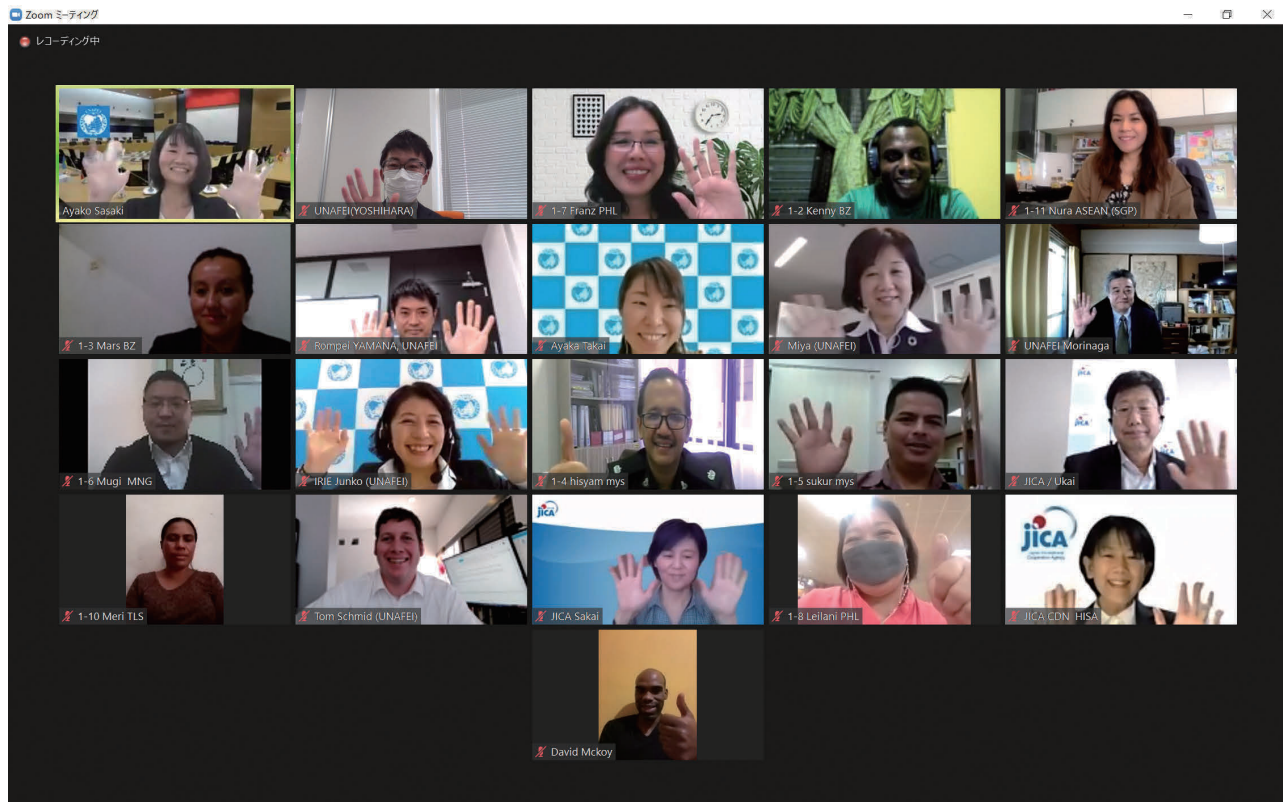 Zoom ミーティング
レコーディング中
Ayako Sasaki
UNAFEI(YOSHIHARA)
1-7 Franz PHL
1-2 Kenny BZ
1-11 Nura ASEAN (SGP)
1-3 Mars BZ
Rompei YAMANA, UNAFEI
Ayaka Takai
Miya (UNAFEI)
UNAFEI Morinaga
1-6 Mugi MNG
IRIE Junko (UNAFEI)
1-4 hisyam mys
1-5 sukur mys
JICA
JICA
JICA / Ukai
1-10 Meri TLS
Tom Schmid (UNAFEI)
JICA
JICA Sakai
1-8 Leilani PHL
JICA
JICA CDN HISA
David Mckoy